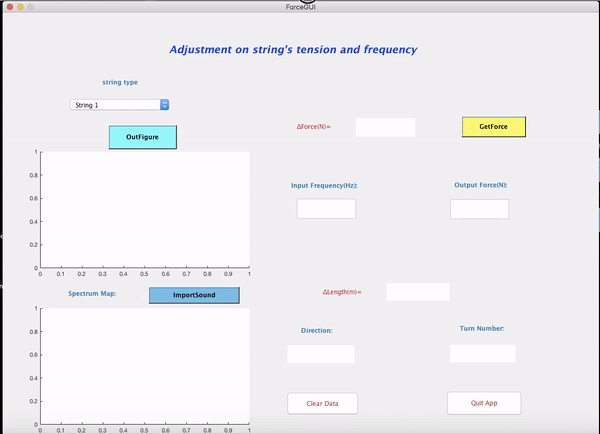 ForceGUI
Adjustment on string's tension and frequency
string type
String 1
OutFigure
ΔForce(N)=
GetForce
1
0.8
0.6
0.4
0.2
0
0 0.1 0.2 0.3 0.4 0.5 0.6 0.7 0.8 0.9 1
Input Frequency(Hz):
Output Force(N):
Spectrum Map:
ImportSound
ΔLength(m)=
1
0.8
0.6
0.4
0.2
0
0 0.1 0.2 0.3 0.4 0.5 0.6 0.7 0.8 0.9 1
Direction:
Turn Number:
Clear Data
Quit App